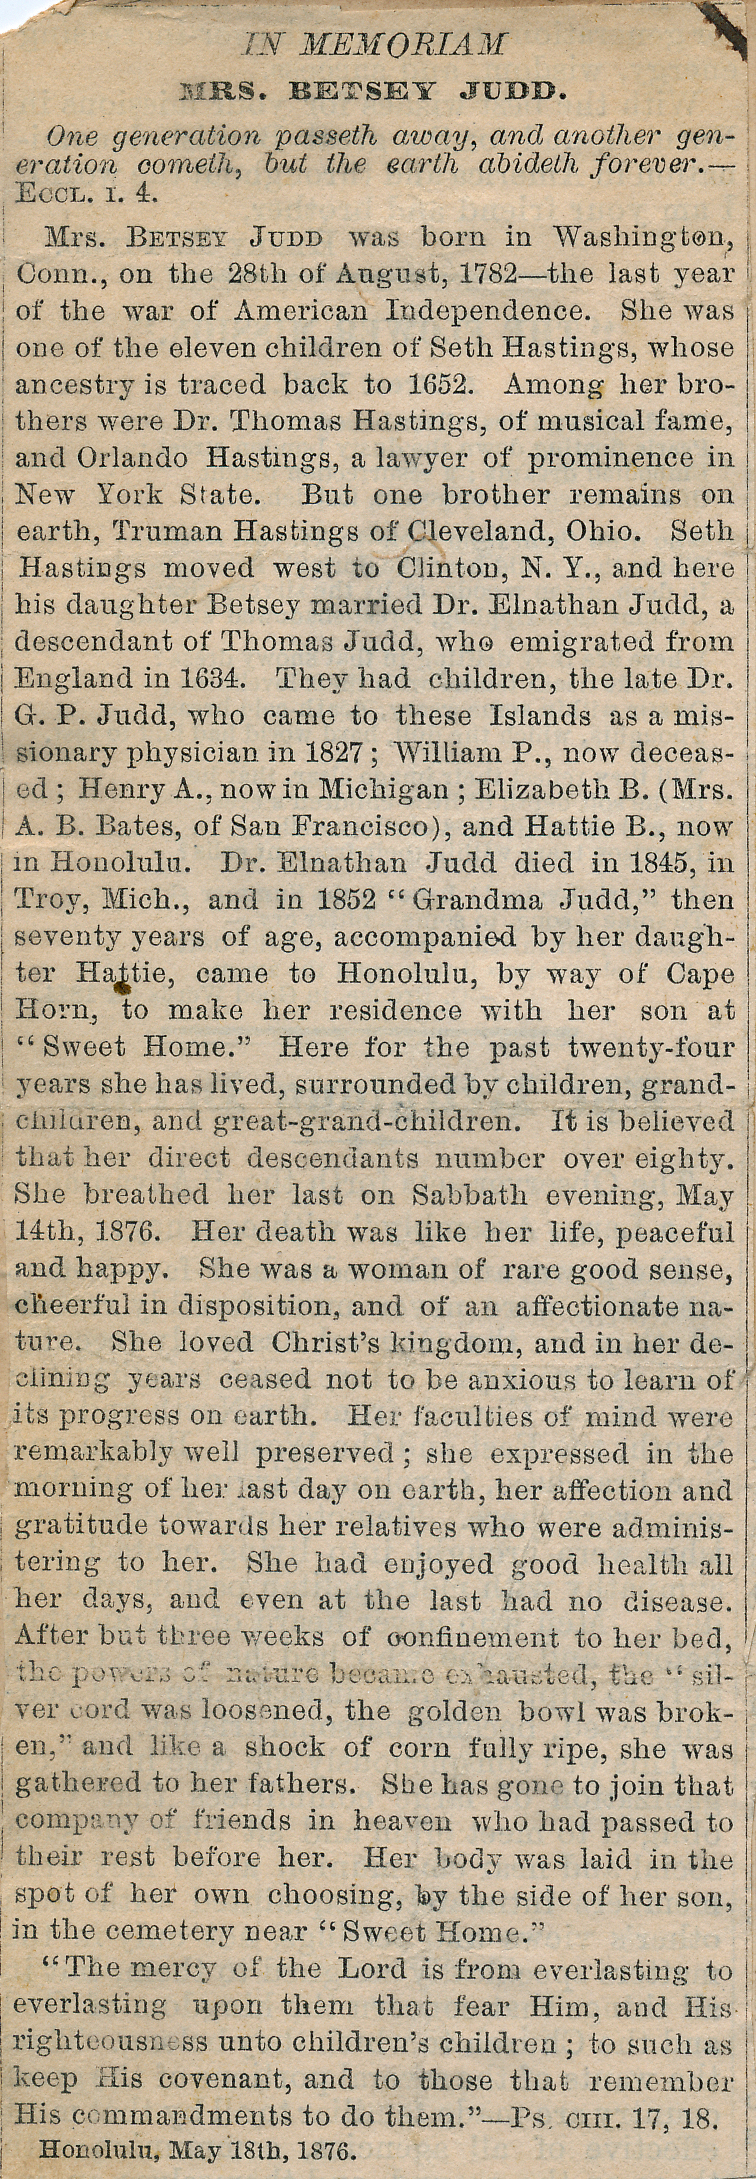 IN MEMORIAM
MRS. BETSEY JUDD.
One generation passeth away, and another gen-
eration cometh, but the earth abideth forever.—
ECCL. I. 4.
MRS. BETSEY JUDD was born in Washington,
Conn., on the 28th of August, 1782—the last year
of the war of American Independence. She was
one of the eleven children of Seth Hastings, whose
ancestry is traced back to 1652. Among her bro-
thers were Dr. Thomas Hastings, of musical fame,
and Orlando Hastings, a lawyer of prominence in
New York State. But one brother remains on
earth, Truman Hastings of Cleveland, Ohio. Seth
Hastings moved west to Clinton, N. Y., and here
his daughter Betsey married Dr. Elnathan Judd, a
descendant of Thomas Judd, who emigrated from
England in 1634. They had children, the late Dr.
G. P. Judd, who came to these Islands as a mis-
sionary physician in 1827; William P., now deceas-
ed; Henry A., now in Michigan; Elizabeth B. (Mrs.
A. B. Bates, of San Francisco), and Hattie B., now
in Honolulu. Dr. Elnathan Judd died in 1845, in
Troy, Mich., and in 1852 "Grandma Judd," then
seventy years of age, accompanied by her daugh-
ter Hattie, came to Honolulu, by way of Cape
Horn, to make her residence with her son at
"Sweet Home." Here for the past twenty-four
years she has lived, surrounded by children, grand-
children, and great-grand-children. It is believed
that her direct descendants number over eighty.
She breathed her last on Sabbath evening, May
14th, 1876. Her death was like her life, peaceful
and happy. She was a woman of rare good sense,
cheerful in disposition, and of an affectionate na-
ture. She loved Christ's kingdom, and in her de-
clining years ceased not to be anxious to learn of
its progress on earth. Her faculties of mind were
remarkably well preserved; she expressed in the
morning of her last day on earth, her affection and
gratitude towards her relatives who were adminis-
tering to her. She had enjoyed good health all
her days, and even at the last had no disease.
After but three weeks of confinement to her bed,
the powers of nature became exhausted, the "sil-
ver cord was loosened, the golden bowl was brok-
en," and like a shock of corn fully ripe, she was
gathered to her fathers. She has gone to join that
company of friends in heaven who had passed to
their rest before her. Her body was laid in the
spot of her own choosing, by the side of her son,
in the cemetery near "Sweet Home."
"The mercy of the Lord is from everlasting to
everlasting upon them that fear Him, and His
righteousness unto children's children; to such as
keep His covenant, and to those that remember
His commandments to do them."—PS. CIII. 17, 18.
Honolulu, May 18th, 1876.